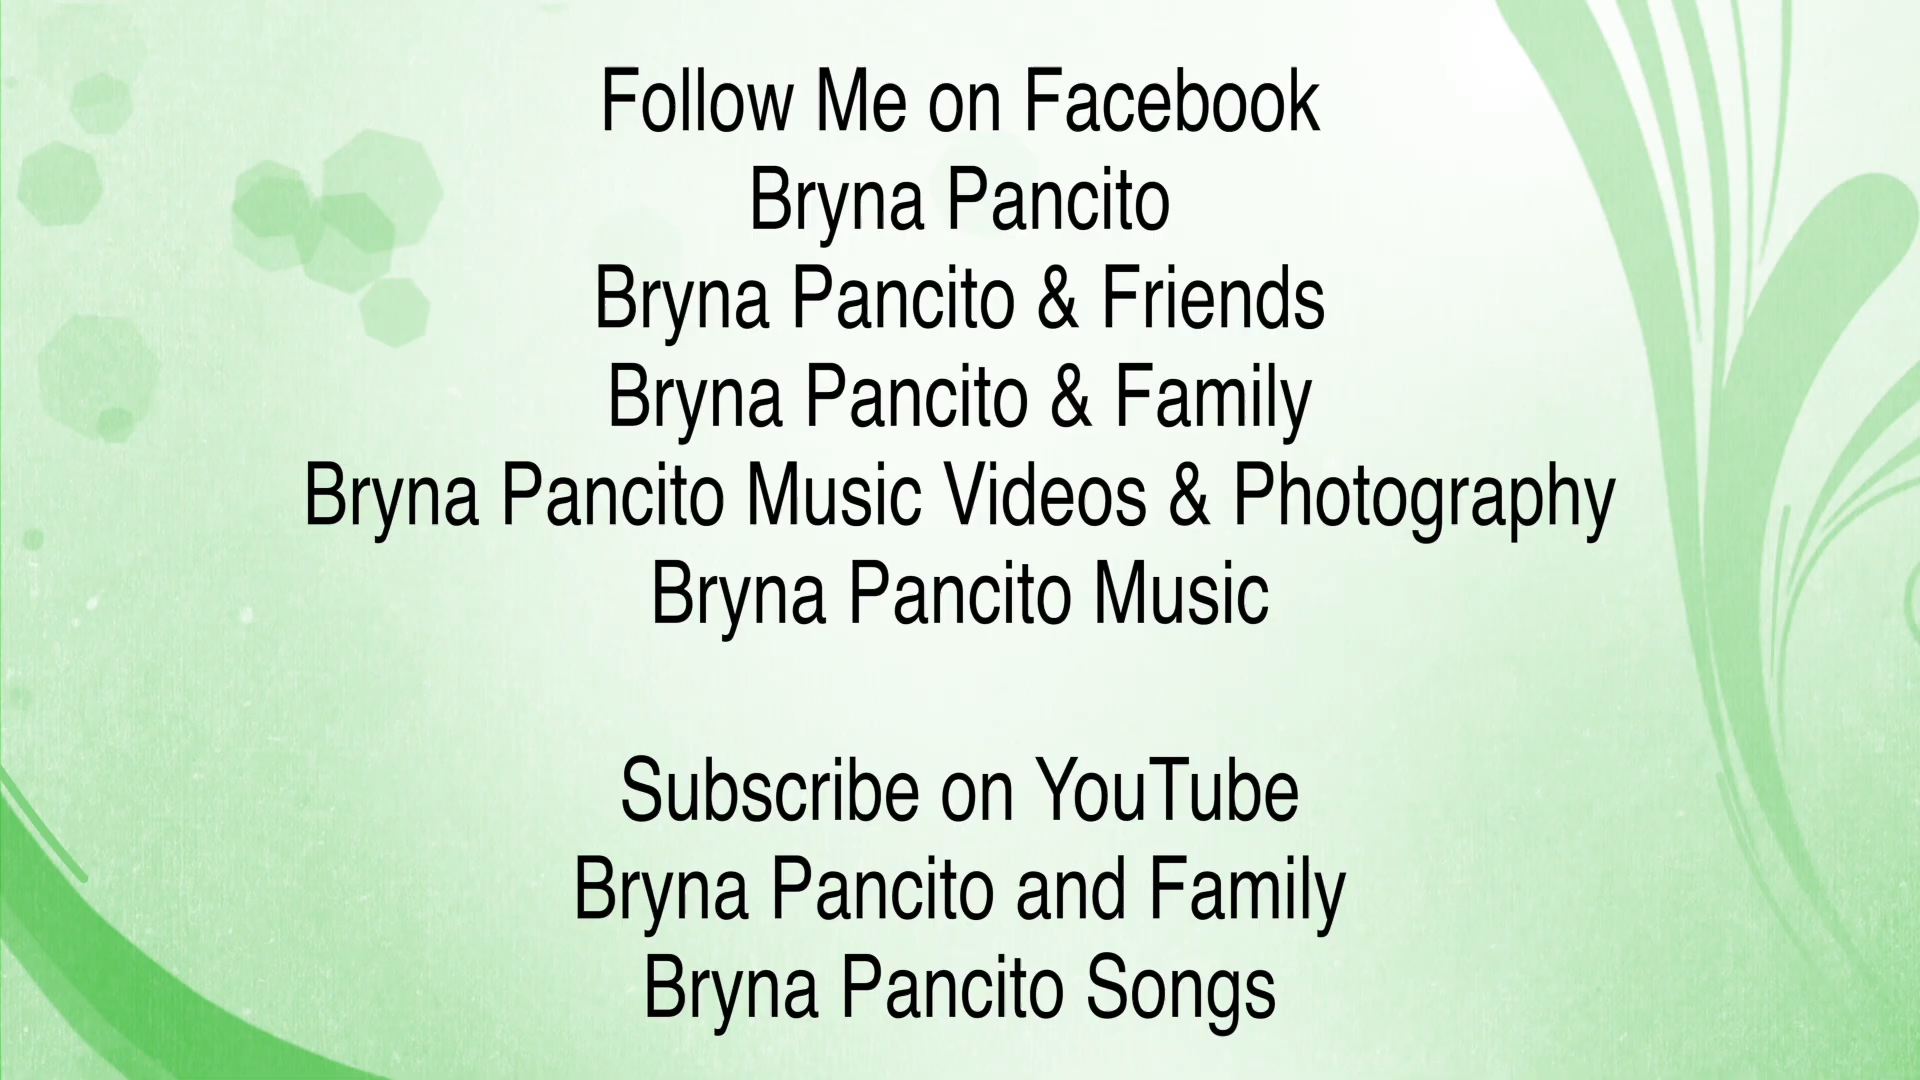 Follow Me on Facebook
Bryna Pancito
Bryna Pancito & Friends
Bryna Pancito & Family
Bryna Pancito Music Videos & Photography
Bryna Pancito Music
Subscribe on YouTube
Bryna Pancito and Family
Bryna Pancito Songs